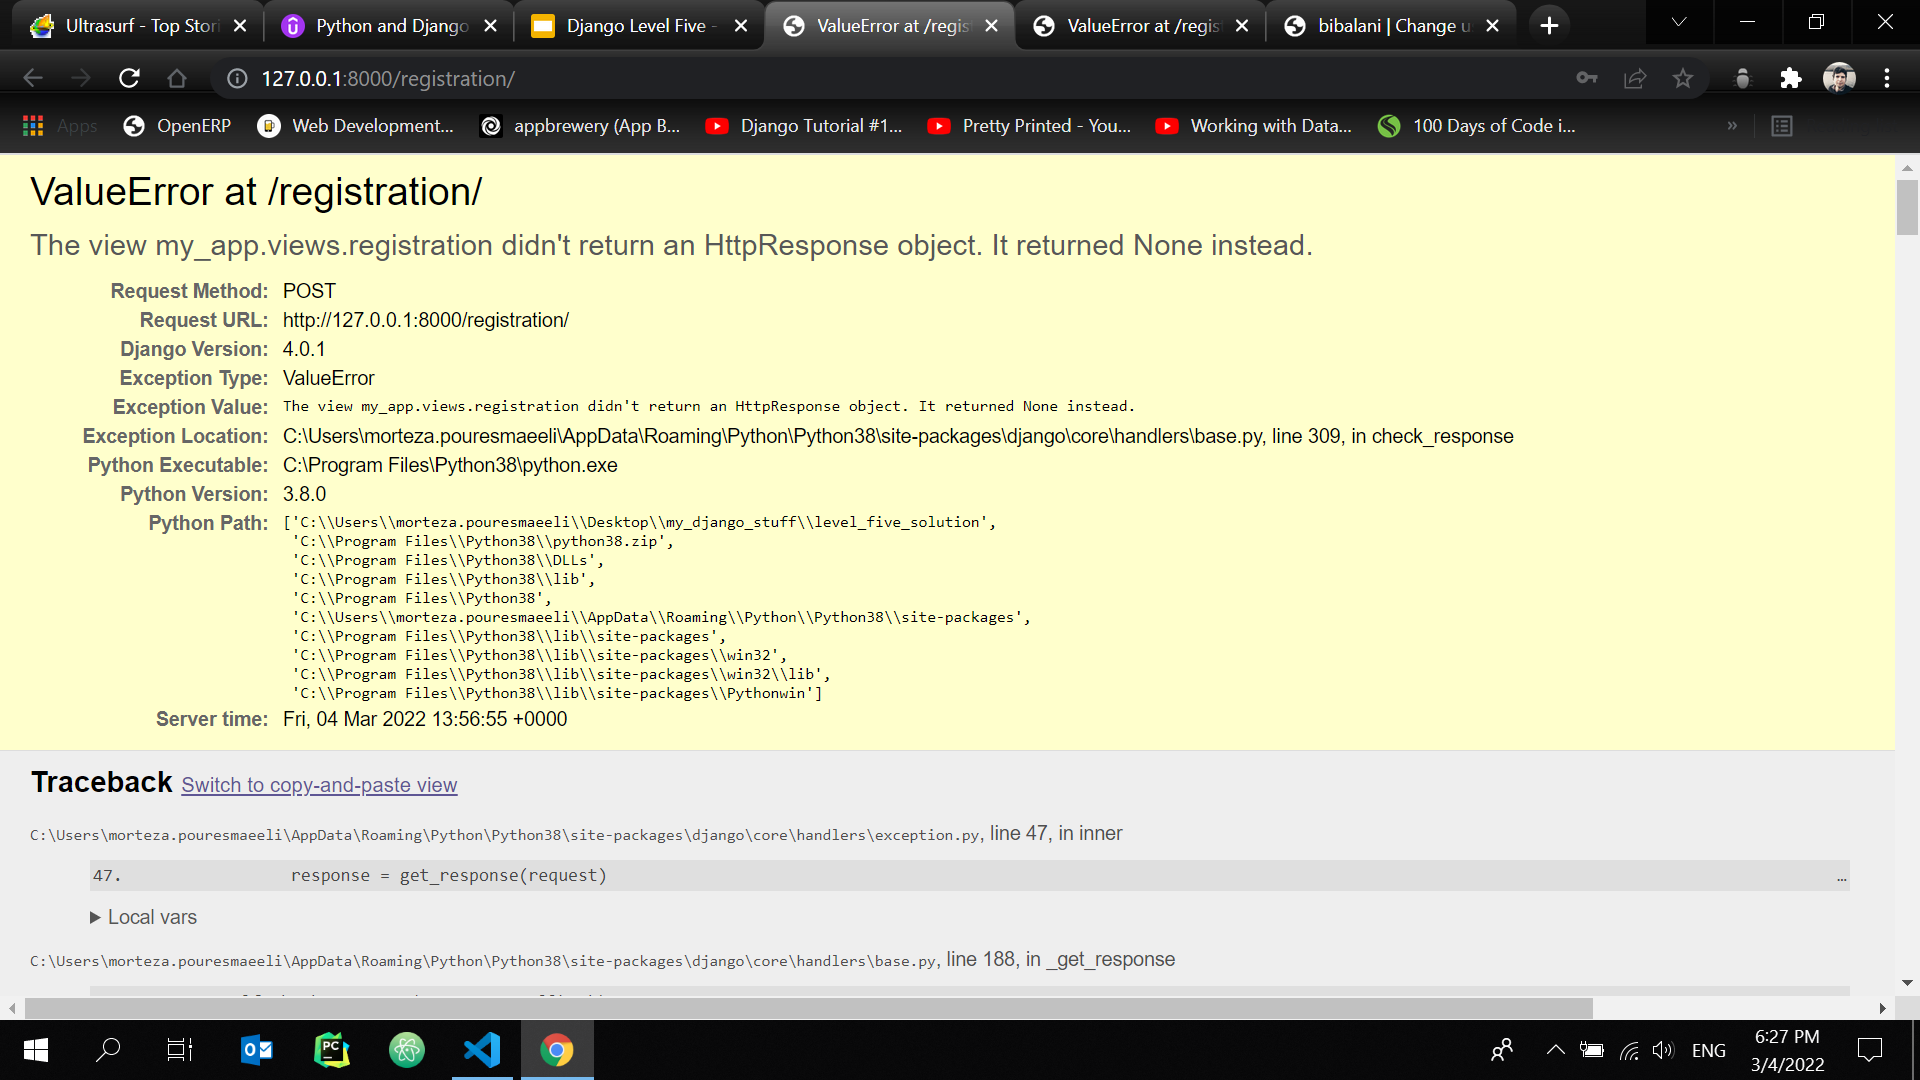 Ultrasurf - Top Stori
Python and Django
Django Level Five -
ValueError at /regis
ValueError at /regist
bibalani | Change u
127.0.0.1:8000/registration/
Apps
OpenERP
Web Development...
appbrewery (App B...
Django Tutorial #1...
Pretty Printed - You...
Working with Data...
100 Days of Code i...
»
ValueError at /registration/
The view my_app.views.registration didn't return an HttpResponse object. It returned None instead.
Request Method: POST
Request URL: http://127.0.0.1:8000/registration/
Django Version: 4.0.1
Exception Type: ValueError
Exception Value: The view my_app.views.registration didn't return an HttpResponse object. It returned None instead.
Exception Location: C:\Users\morteza.pouresmaeeli\AppData\Roaming\Python\Python38\site-packages\django\core\handlers\base.py, line 309, in check_response
Python Executable: C:\Program Files\Python38\python.exe
Python Version: 3.8.0
Python Path: ['C:\\Users\\morteza.pouresmaeeli\\Desktop\\my_django_stuff\\level_five_solution',
'C:\\Program Files\\Python38\\python38.zip',
'C:\\Program Files\\Python38\\DLLs',
'C:\\Program Files\\Python38\\lib',
'C:\\Program Files\\Python38',
'C:\\Users\\morteza.pouresmaeeli\\AppData\\Roaming\\Python\\Python38\\site-packages',
'C:\\Program Files\\Python38\\lib\\site-packages',
'C:\\Program Files\\Python38\\lib\\site-packages\\win32',
'C:\\Program Files\\Python38\\lib\\site-packages\\win32\\lib',
'C:\\Program Files\\Python38\\lib\\site-packages\\Pythonwin']
Server time: Fri, 04 Mar 2022 13:56:55 +0000
Traceback Switch to copy-and-paste view
C:\Users\morteza.pouresmaeeli\AppData\Roaming\Python\Python38\site-packages\django\core\handlers\exception.py, line 47, in inner
47. response = get_response(request) …
Local vars
C:\Users\morteza.pouresmaeeli\AppData\Roaming\Python\Python38\site-packages\django\core\handlers\base.py, line 188, in _get_response
PC
ENG
6:27 PM
3/4/2022